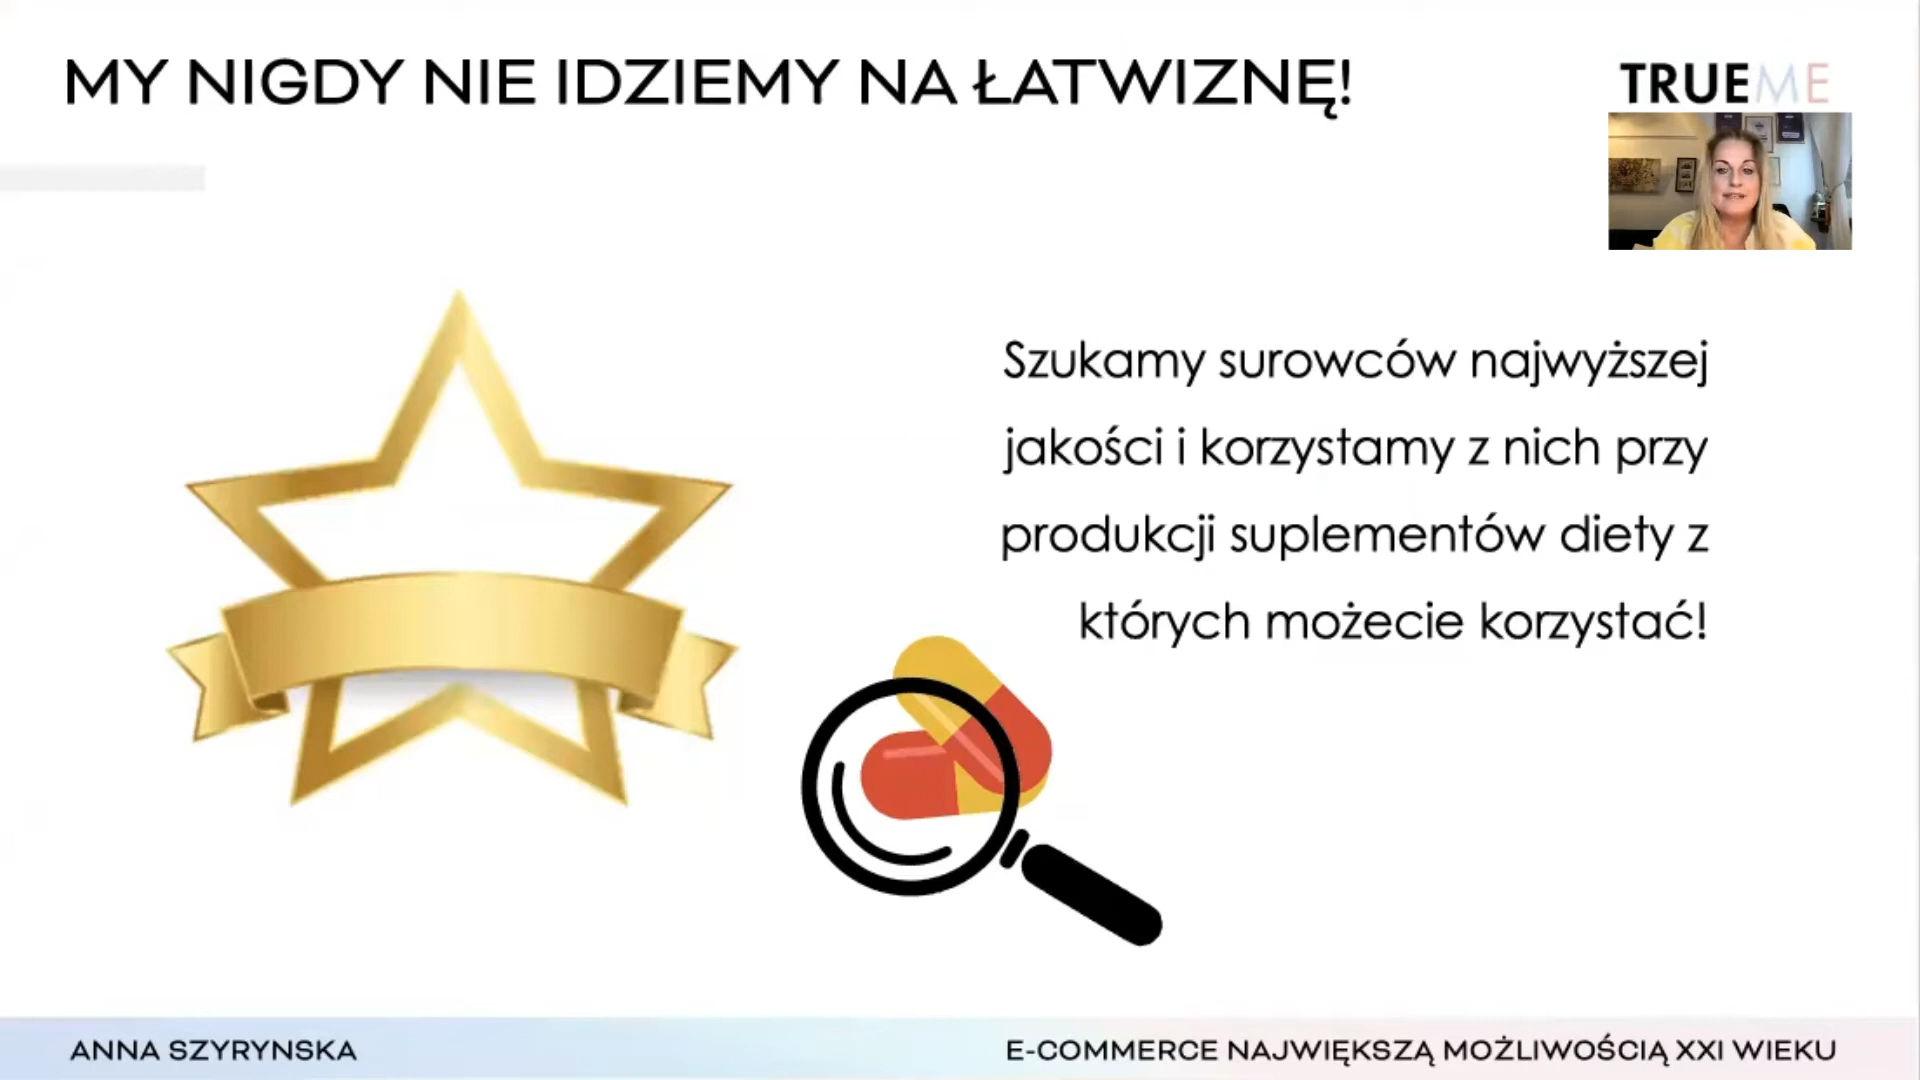 MY NIGDY NIE IDZIEMY NA ŁATWIZNĘ!
TRUEME
Szukamy surowców najwyższej
jakości i korzystamy z nich przy
produkcji suplementów diety z
których możecie korzystać!
ANNA SZYRYNSKA
E-COMMERCE NAJWIĘKSZĄ MOŻLIWOŚCIĄ XXI WIEKU